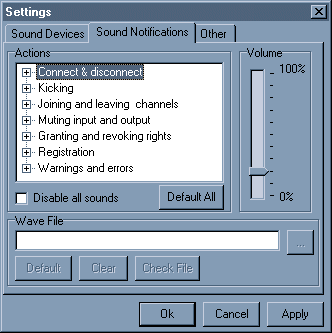 Settings
Sound Devices Sound Notifications Other
Actions
Connect & disconnect
Kicking
Joining and leaving channels
Muting input and output
Granting and revoking rights
Registration
Warnings and errors
Disable all sounds
Default All
Volume
100%
0%
Wave File
...
Default Clear Check File
Ok Cancel Apply